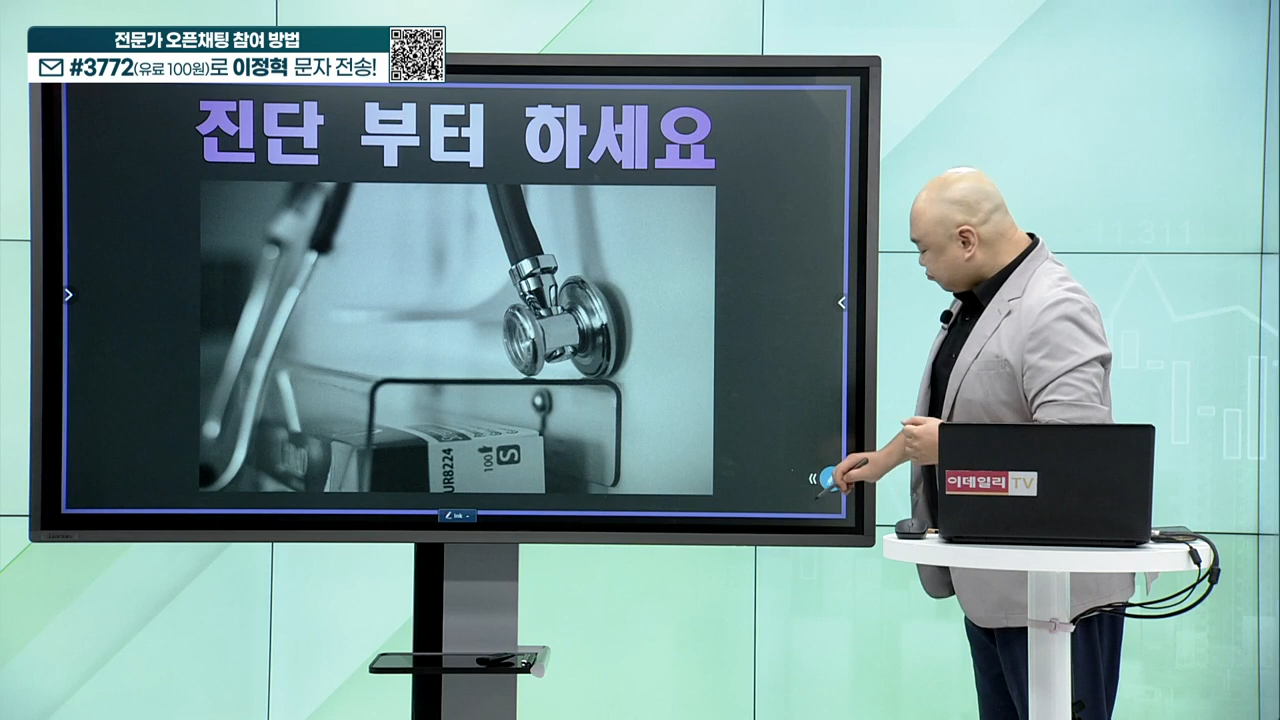 전문가 오픈채팅 참여 방법
#3772(유료 100원)로 이정혁 문자 전송!
진단 부터 하세요
UR8224
100
S
Ink
이데일리 TV